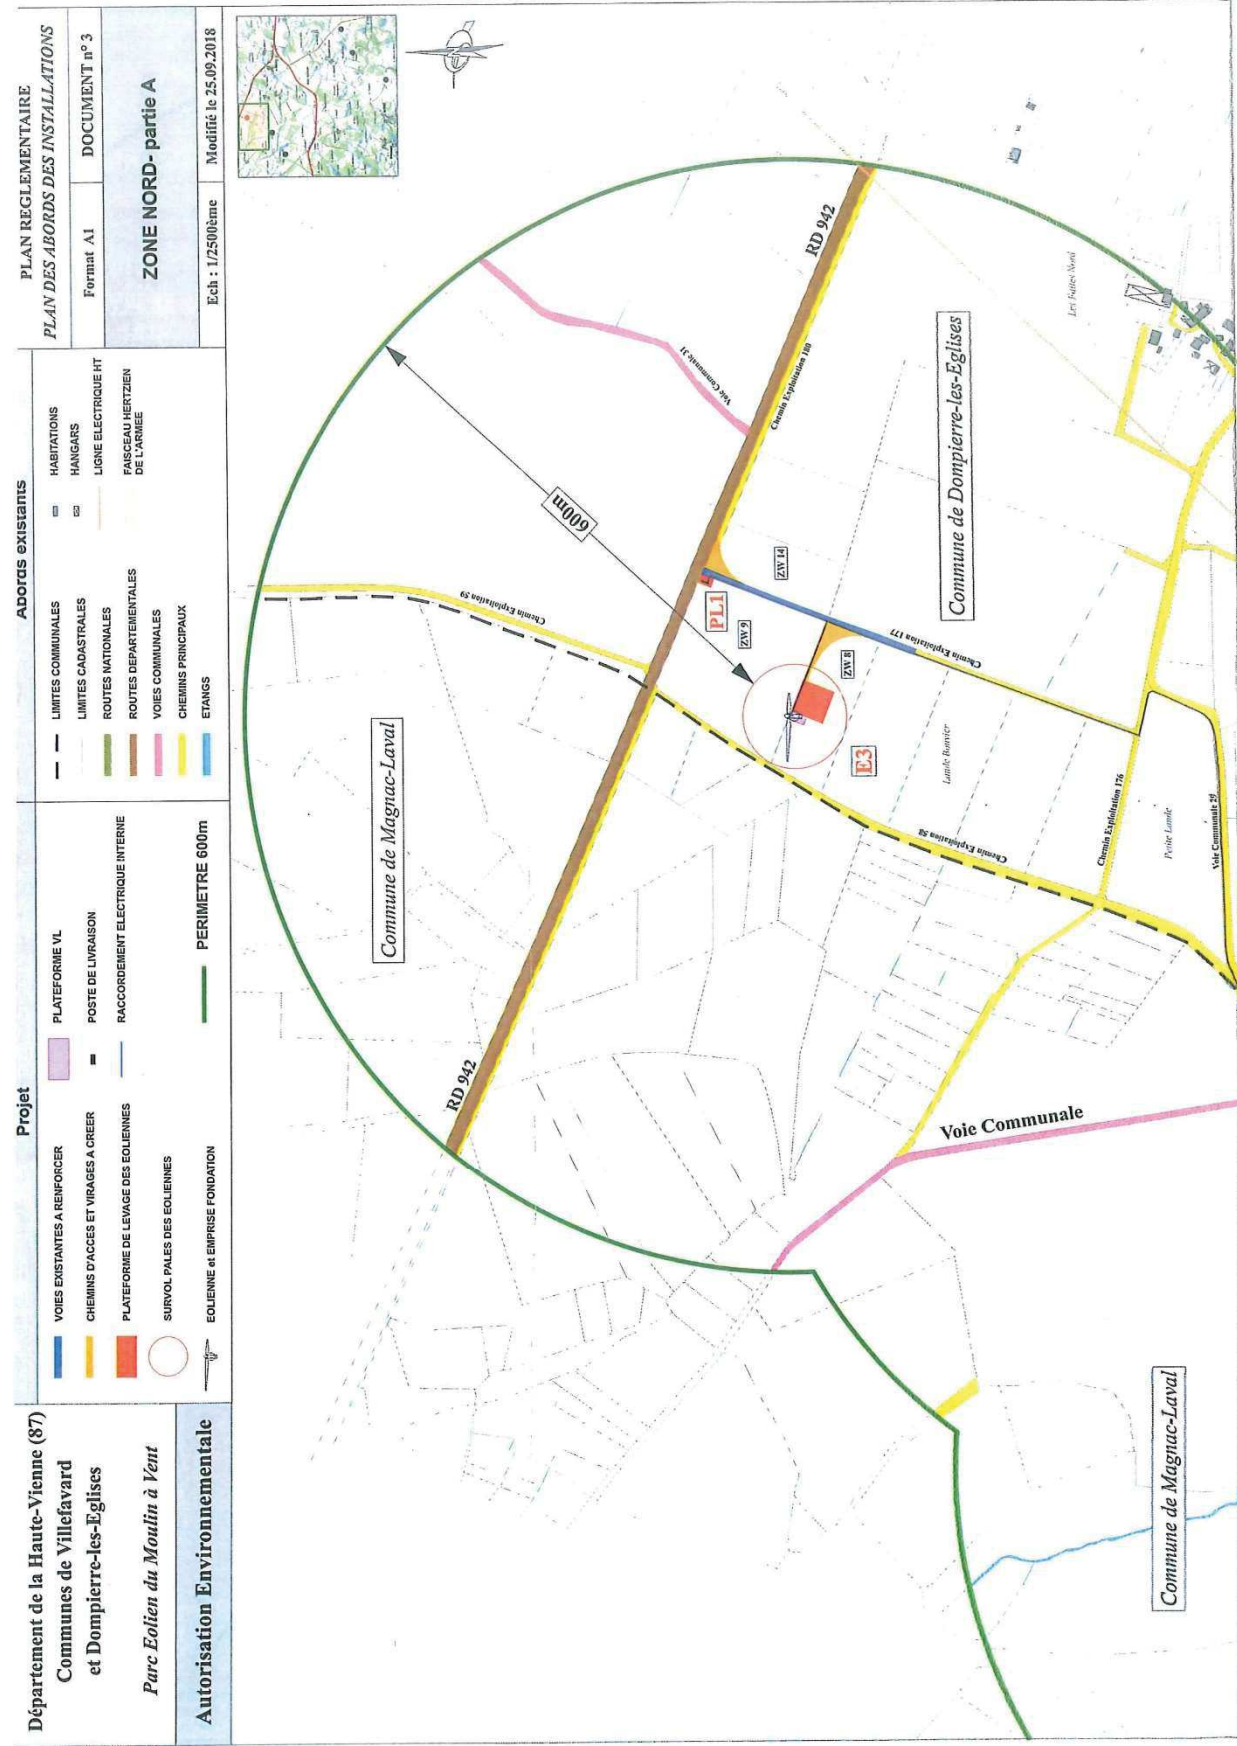 Département de la Haute-Vienne (87)
Communes de Villefavard
et Dompierre-les-Eglises
Parc Eolien du Moulin à Vent
Autorisation Environnementale
Projet
VOIES EXISTANTES A RENFORCER
CHEMINS D'ACCES ET VIRAGES A CREER
PLATEFORME DE LEVAGE DES EOLIENNES
SURVOL PALES DES EOLIENNES
EOLIENNE et EMPRISE FONDATION
PLATEFORME VL
POSTE DE LIVRAISON
RACCORDEMENT ELECTRIQUE INTERNE
PERIMETRE 600m
Abords existants
LIMITES COMMUNALES
LIMITES CADASTRALES
ROUTES NATIONALES
ROUTES DEPARTEMENTALES
VOIES COMMUNALES
CHEMINS PRINCIPAUX
ETANGS
HABITATIONS
HANGARS
LIGNE ELECTRIQUE HT
FAISCEAU HERTZIEN
DE L'ARMEE
PLAN REGLEMENTAIRE
PLAN DES ABORDS DES INSTALLATIONS
Format A1
DOCUMENT n° 3
ZONE NORD- partie A
Ech : 1/2500ème
Modifié le 25.09.2018
Commune de Magnac-Laval
RD 942
Chemin Exploitation 59
600m
Voie Communale 31
RD 942
Chemin Exploitation 180
PL1
ZW 9
ZW 14
ZW 8
E3
Chemin Exploitation 177
Commune de Dompierre-les-Eglises
Chemin Exploitation 58
Lande Bouvier
Chemin Exploitation 176
Petite Lande
Voie Communale 29
Voie Communale
Commune de Magnac-Laval